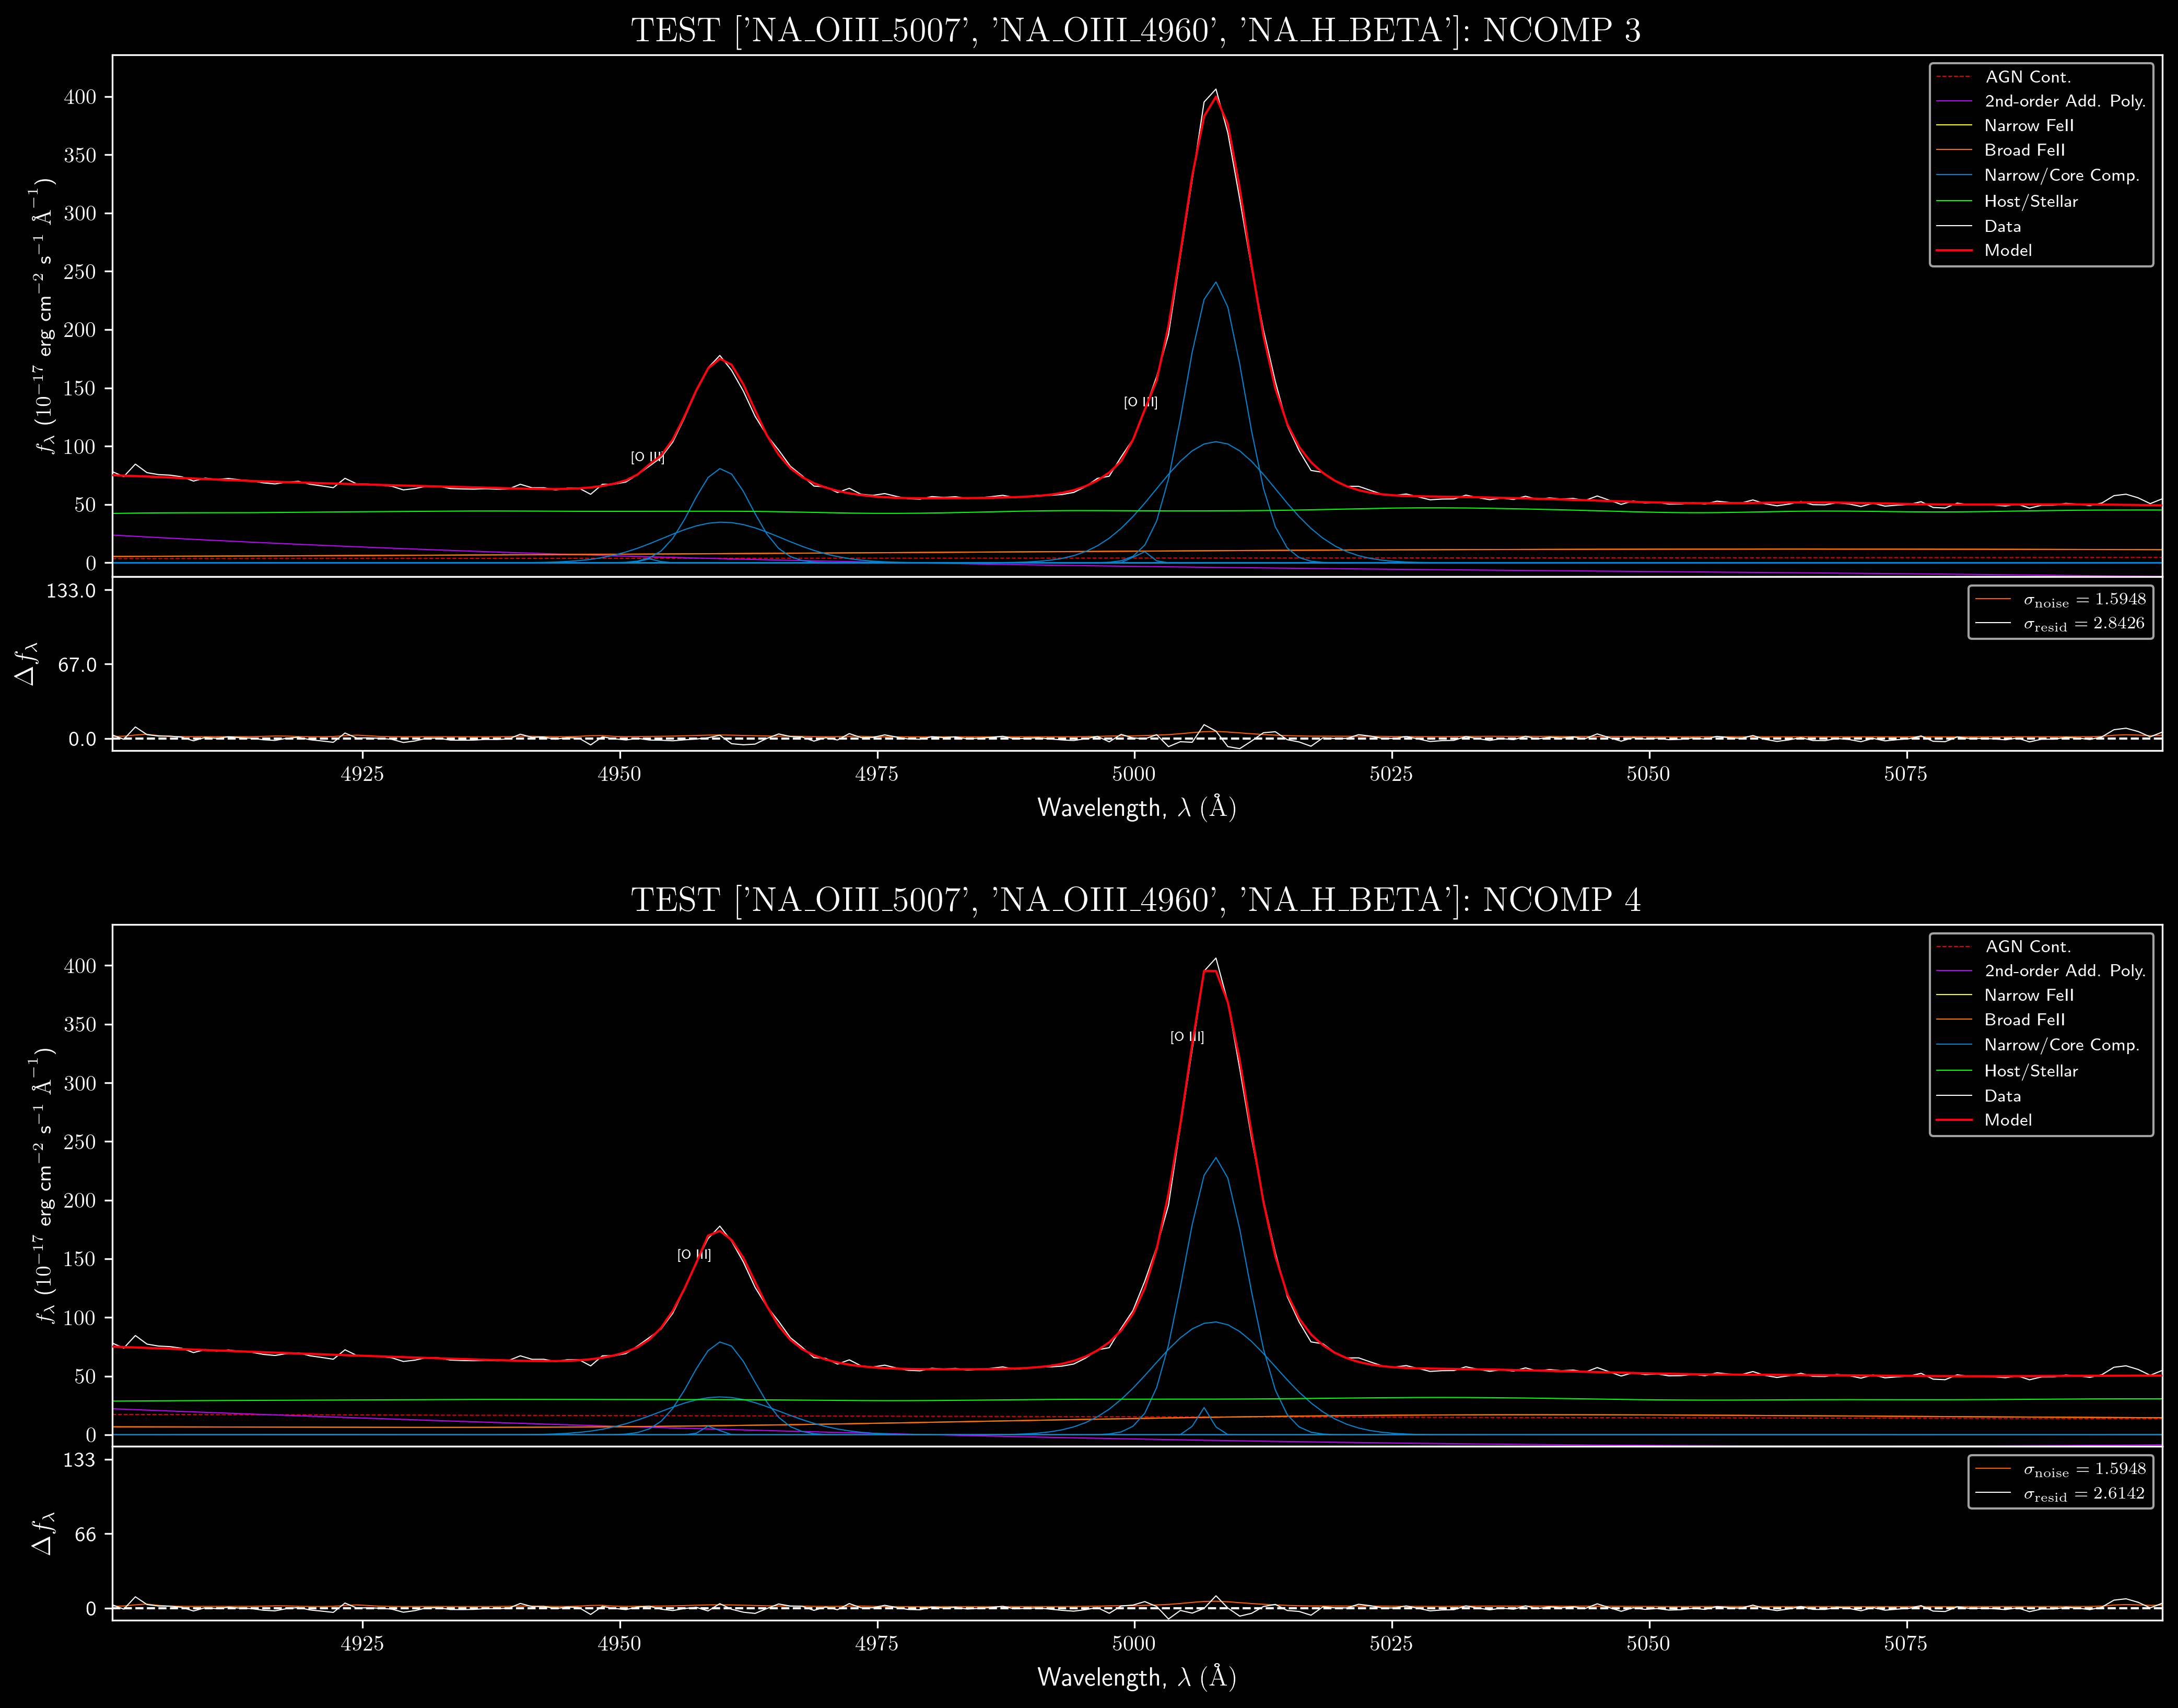 TEST ['NA_OIII_5007', 'NA_OIII_4960', 'NA_H_BETA']: NCOMP 3
AGN Cont.
2nd-order Add. Poly.
Narrow FeII
Broad FeII
Narrow/Core Comp.
Host/Stellar
Data
Model
400
350
300
250
200
150
100
50
0
f_λ (10^−17 erg cm^−2 s^−1 Å^−1)
[O III]
[O III]
σ_noise = 1.5948
σ_resid = 2.8426
133.0
67.0
0.0
Δf_λ
4925 4950 4975 5000 5025 5050 5075
Wavelength, λ (Å)
TEST ['NA_OIII_5007', 'NA_OIII_4960', 'NA_H_BETA']: NCOMP 4
AGN Cont.
2nd-order Add. Poly.
Narrow FeII
Broad FeII
Narrow/Core Comp.
Host/Stellar
Data
Model
400
350
300
250
200
150
100
50
0
f_λ (10^−17 erg cm^−2 s^−1 Å^−1)
[O III]
[O III]
σ_noise = 1.5948
σ_resid = 2.6142
133
66
0
Δf_λ
4925 4950 4975 5000 5025 5050 5075
Wavelength, λ (Å)